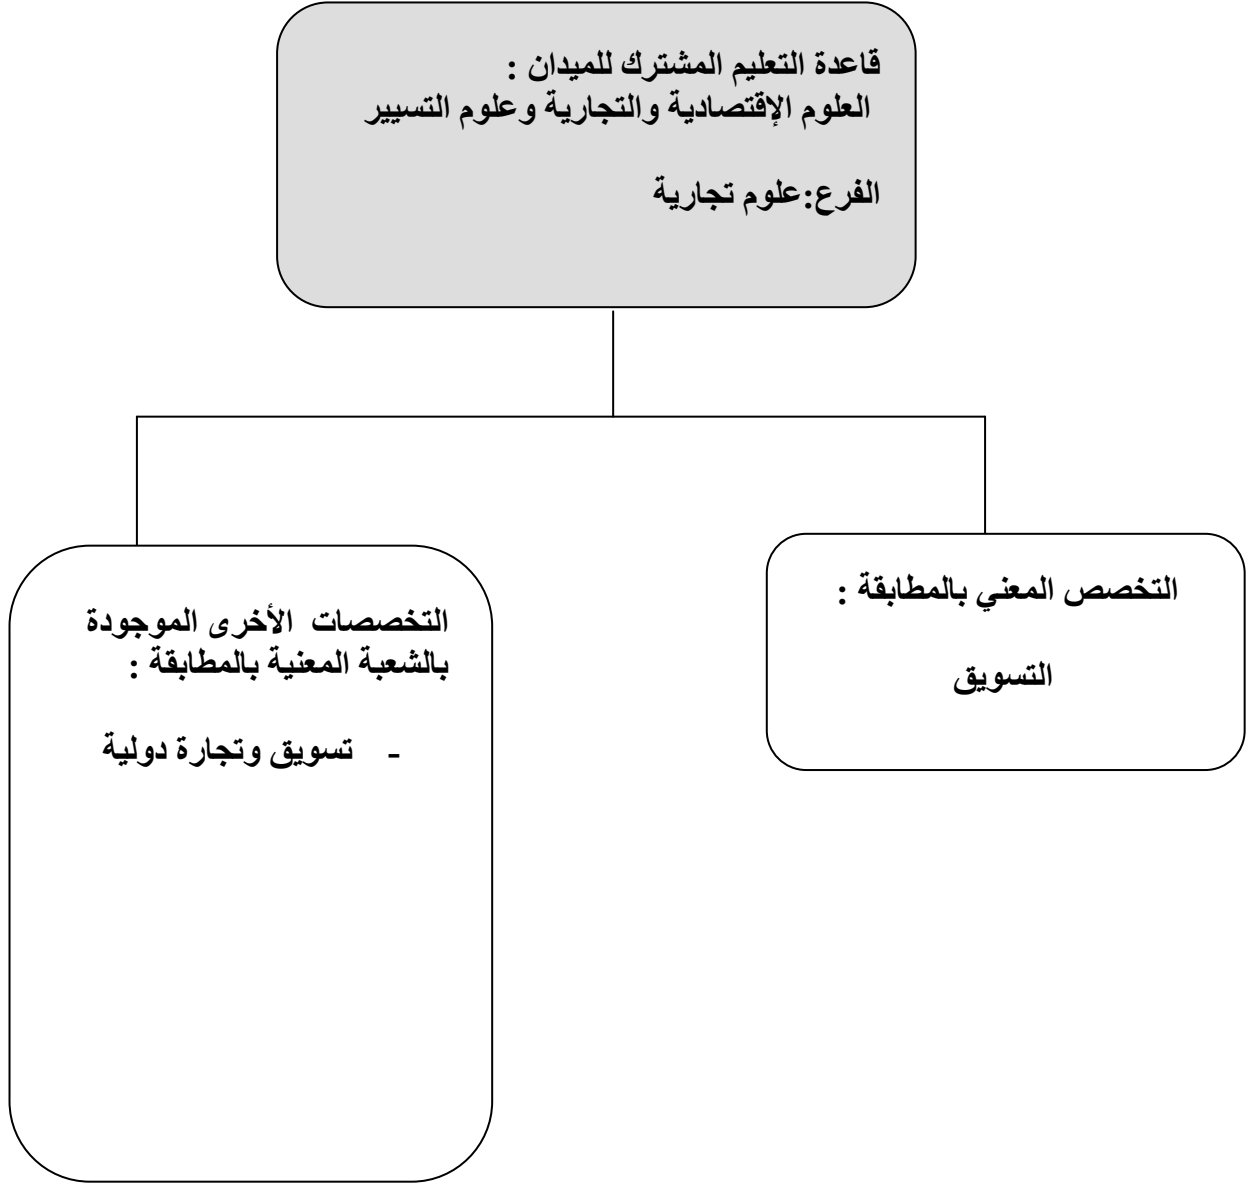 قاعدة التعليم المشترك للميدان :
العلوم الإقتصادية والتجارية وعلوم التسيير
الفرع:علوم تجارية
التخصص المعني بالمطابقة :
التسويق
التخصصات الأخرى الموجودة
بالشعبة المعنية بالمطابقة :
- تسويق وتجارة دولية